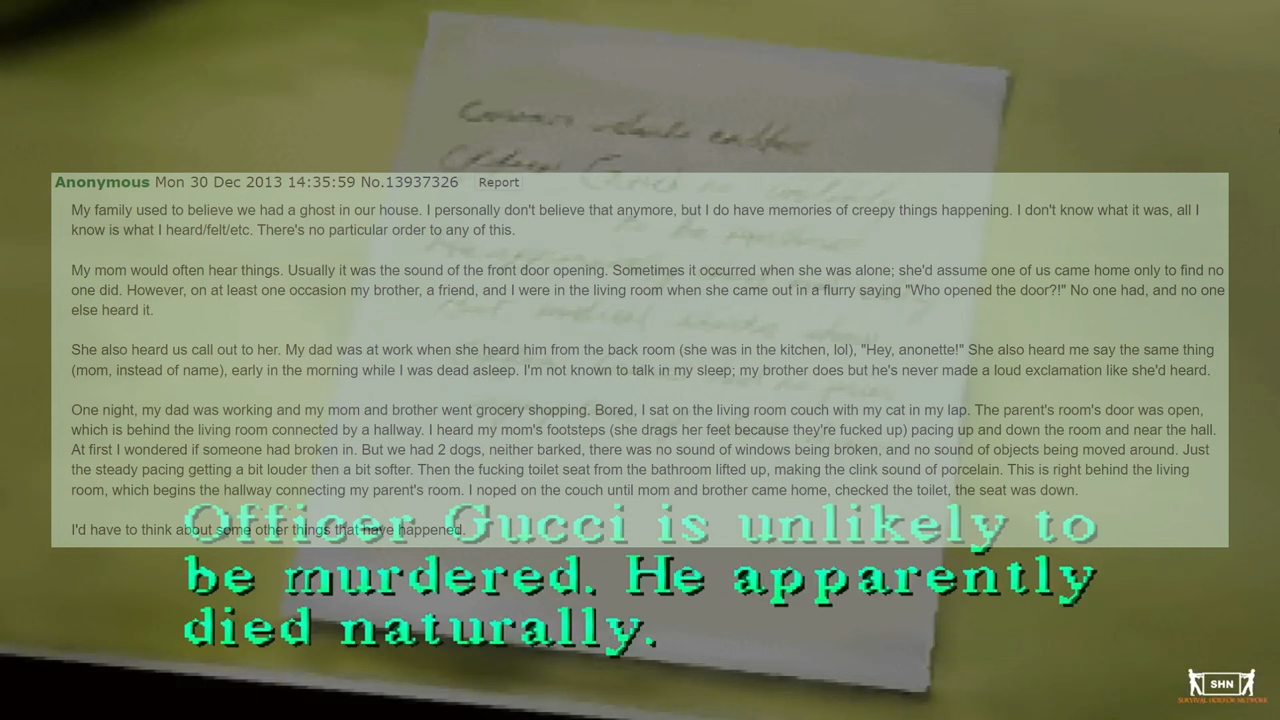 Coroner's
Officer Gucci is unlikely
to be
Anonymous Mon 30 Dec 2013 14:35:59 No.13937326 Report
My family used to believe we had a ghost in our house. I personally don't believe that anymore, but I do have memories of creepy things happening. I don't know what it was, all I
know is what I heard/felt/etc. There's no particular order to any of this.
My mom would often hear things. Usually it was the sound of the front door opening. Sometimes it occurred when she was alone; she'd assume one of us came home only to find no
one did. However, on at least one occasion my brother, a friend, and I were in the living room when she came out in a flurry saying "Who opened the door?!" No one had, and no one
else heard it.
She also heard us call out to her. My dad was at work when she heard him from the back room (she was in the kitchen, lol), "Hey, anonette!" She also heard me say the same thing
(mom, instead of name), early in the morning while I was dead asleep. I'm not known to talk in my sleep; my brother does but he's never made a loud exclamation like she'd heard.
One night, my dad was working and my mom and brother went grocery shopping. Bored, I sat on the living room couch with my cat in my lap. The parent's room's door was open,
which is behind the living room connected by a hallway. I heard my mom's footsteps (she drags her feet because they're fucked up) pacing up and down the room and near the hall.
At first I wondered if someone had broken in. But we had 2 dogs, neither barked, there was no sound of windows being broken, and no sound of objects being moved around. Just
the steady pacing getting a bit louder then a bit softer. Then the fucking toilet seat from the bathroom lifted up, making the clink sound of porcelain. This is right behind the living
room, which begins the hallway connecting my parent's room. I noped on the couch until mom and brother came home, checked the toilet, the seat was down.
I'd have to think about some other things that have happened.
Officer Gucci is unlikely to
be murdered. He apparently
died naturally.
SHN
SURVIVAL HORROR NETWORK